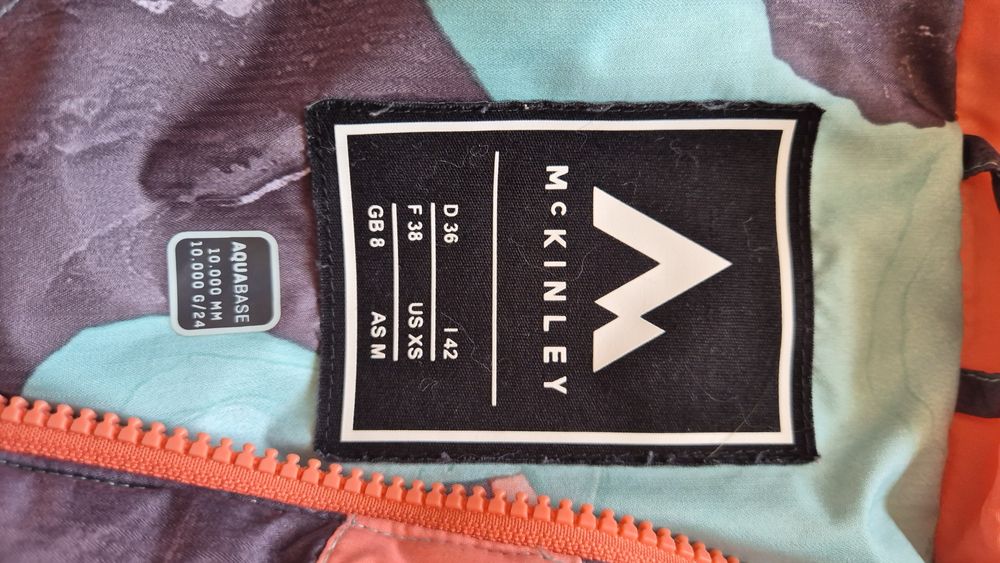 McKINLEY
D 36 I 42
F 38 US XS
GB 8 AS M
AQUABASE
10.000 MM
10.000 G/24